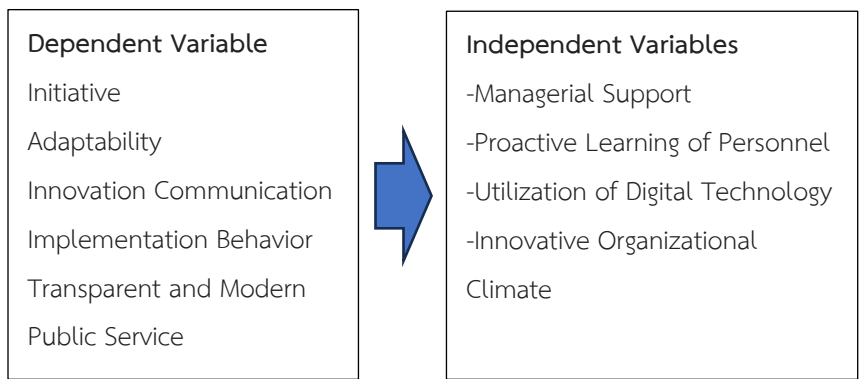 Dependent Variable
Initiative
Adaptability
Innovation Communication
Implementation Behavior
Transparent and Modern
Public Service
Independent Variables
-Managerial Support
-Proactive Learning of Personnel
-Utilization of Digital Technology
-Innovative Organizational
Climate